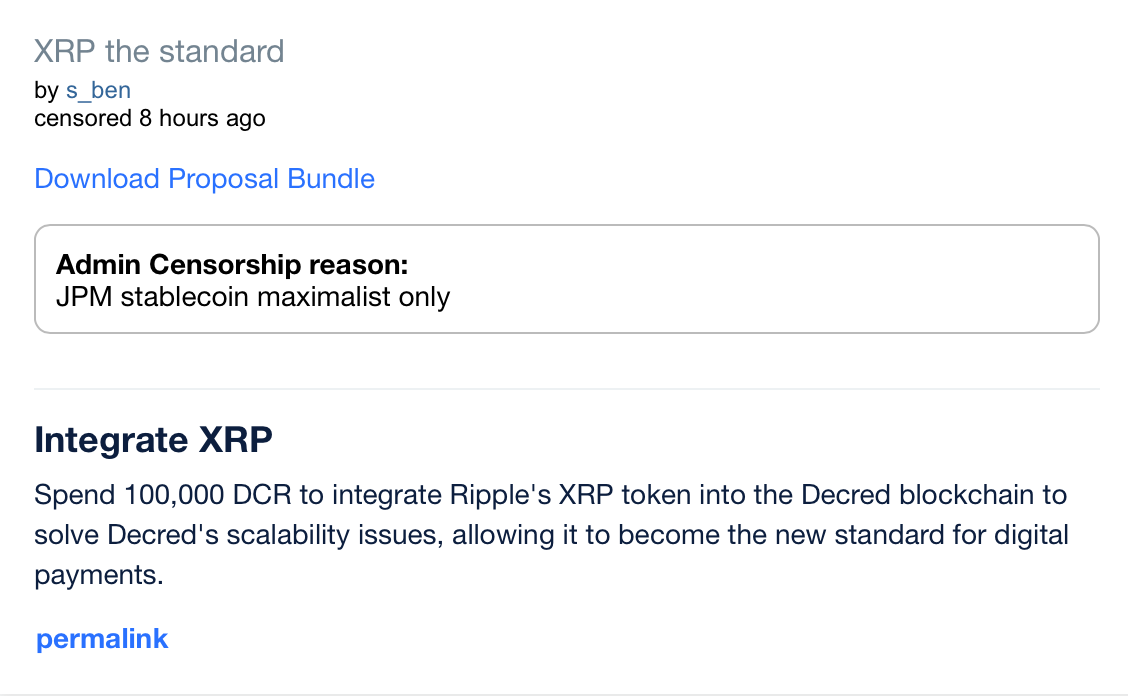 XRP the standard
by s_ben
censored 8 hours ago
Download Proposal Bundle
Admin Censorship reason:
JPM stablecoin maximalist only
Integrate XRP
Spend 100,000 DCR to integrate Ripple's XRP token into the Decred blockchain to
solve Decred's scalability issues, allowing it to become the new standard for digital
payments.
permalink